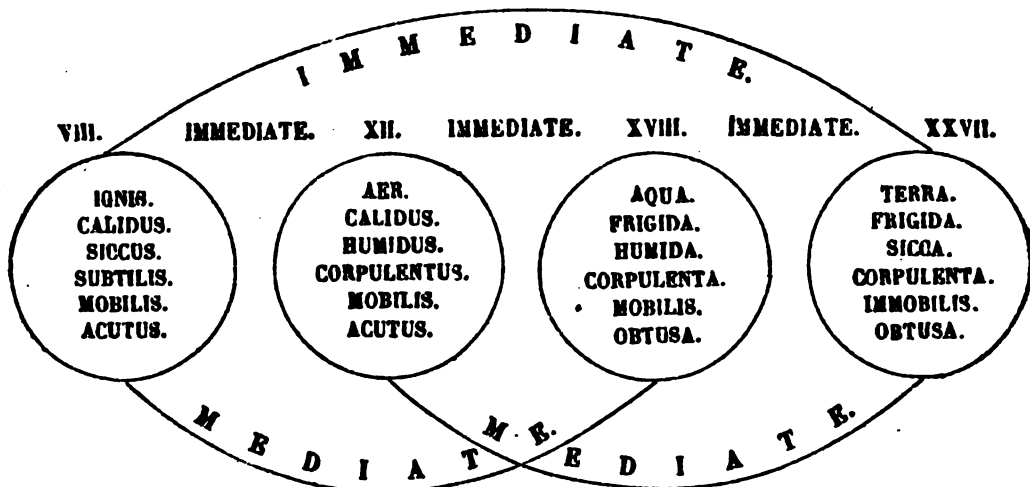 IMMEDIATE.
VIII. IMMEDIATE. XII. IMMEDIATE. XVIII. IMMEDIATE. XXVII.
IGNIS.
CALIDUS.
SICCUS.
SUBTILIS.
MOBILIS.
ACUTUS.
AER.
CALIDUS.
HUMIDUS.
CORPULENTUS.
MOBILIS.
ACUTUS.
AQUA.
FRIGIDA.
HUMIDA.
CORPULENTA.
MOBILIS.
OBTUSA.
TERRA.
FRIGIDA.
SICCA.
CORPULENTA.
IMMOBILIS.
OBTUSA.
MEDIATE.
MEDIATE.